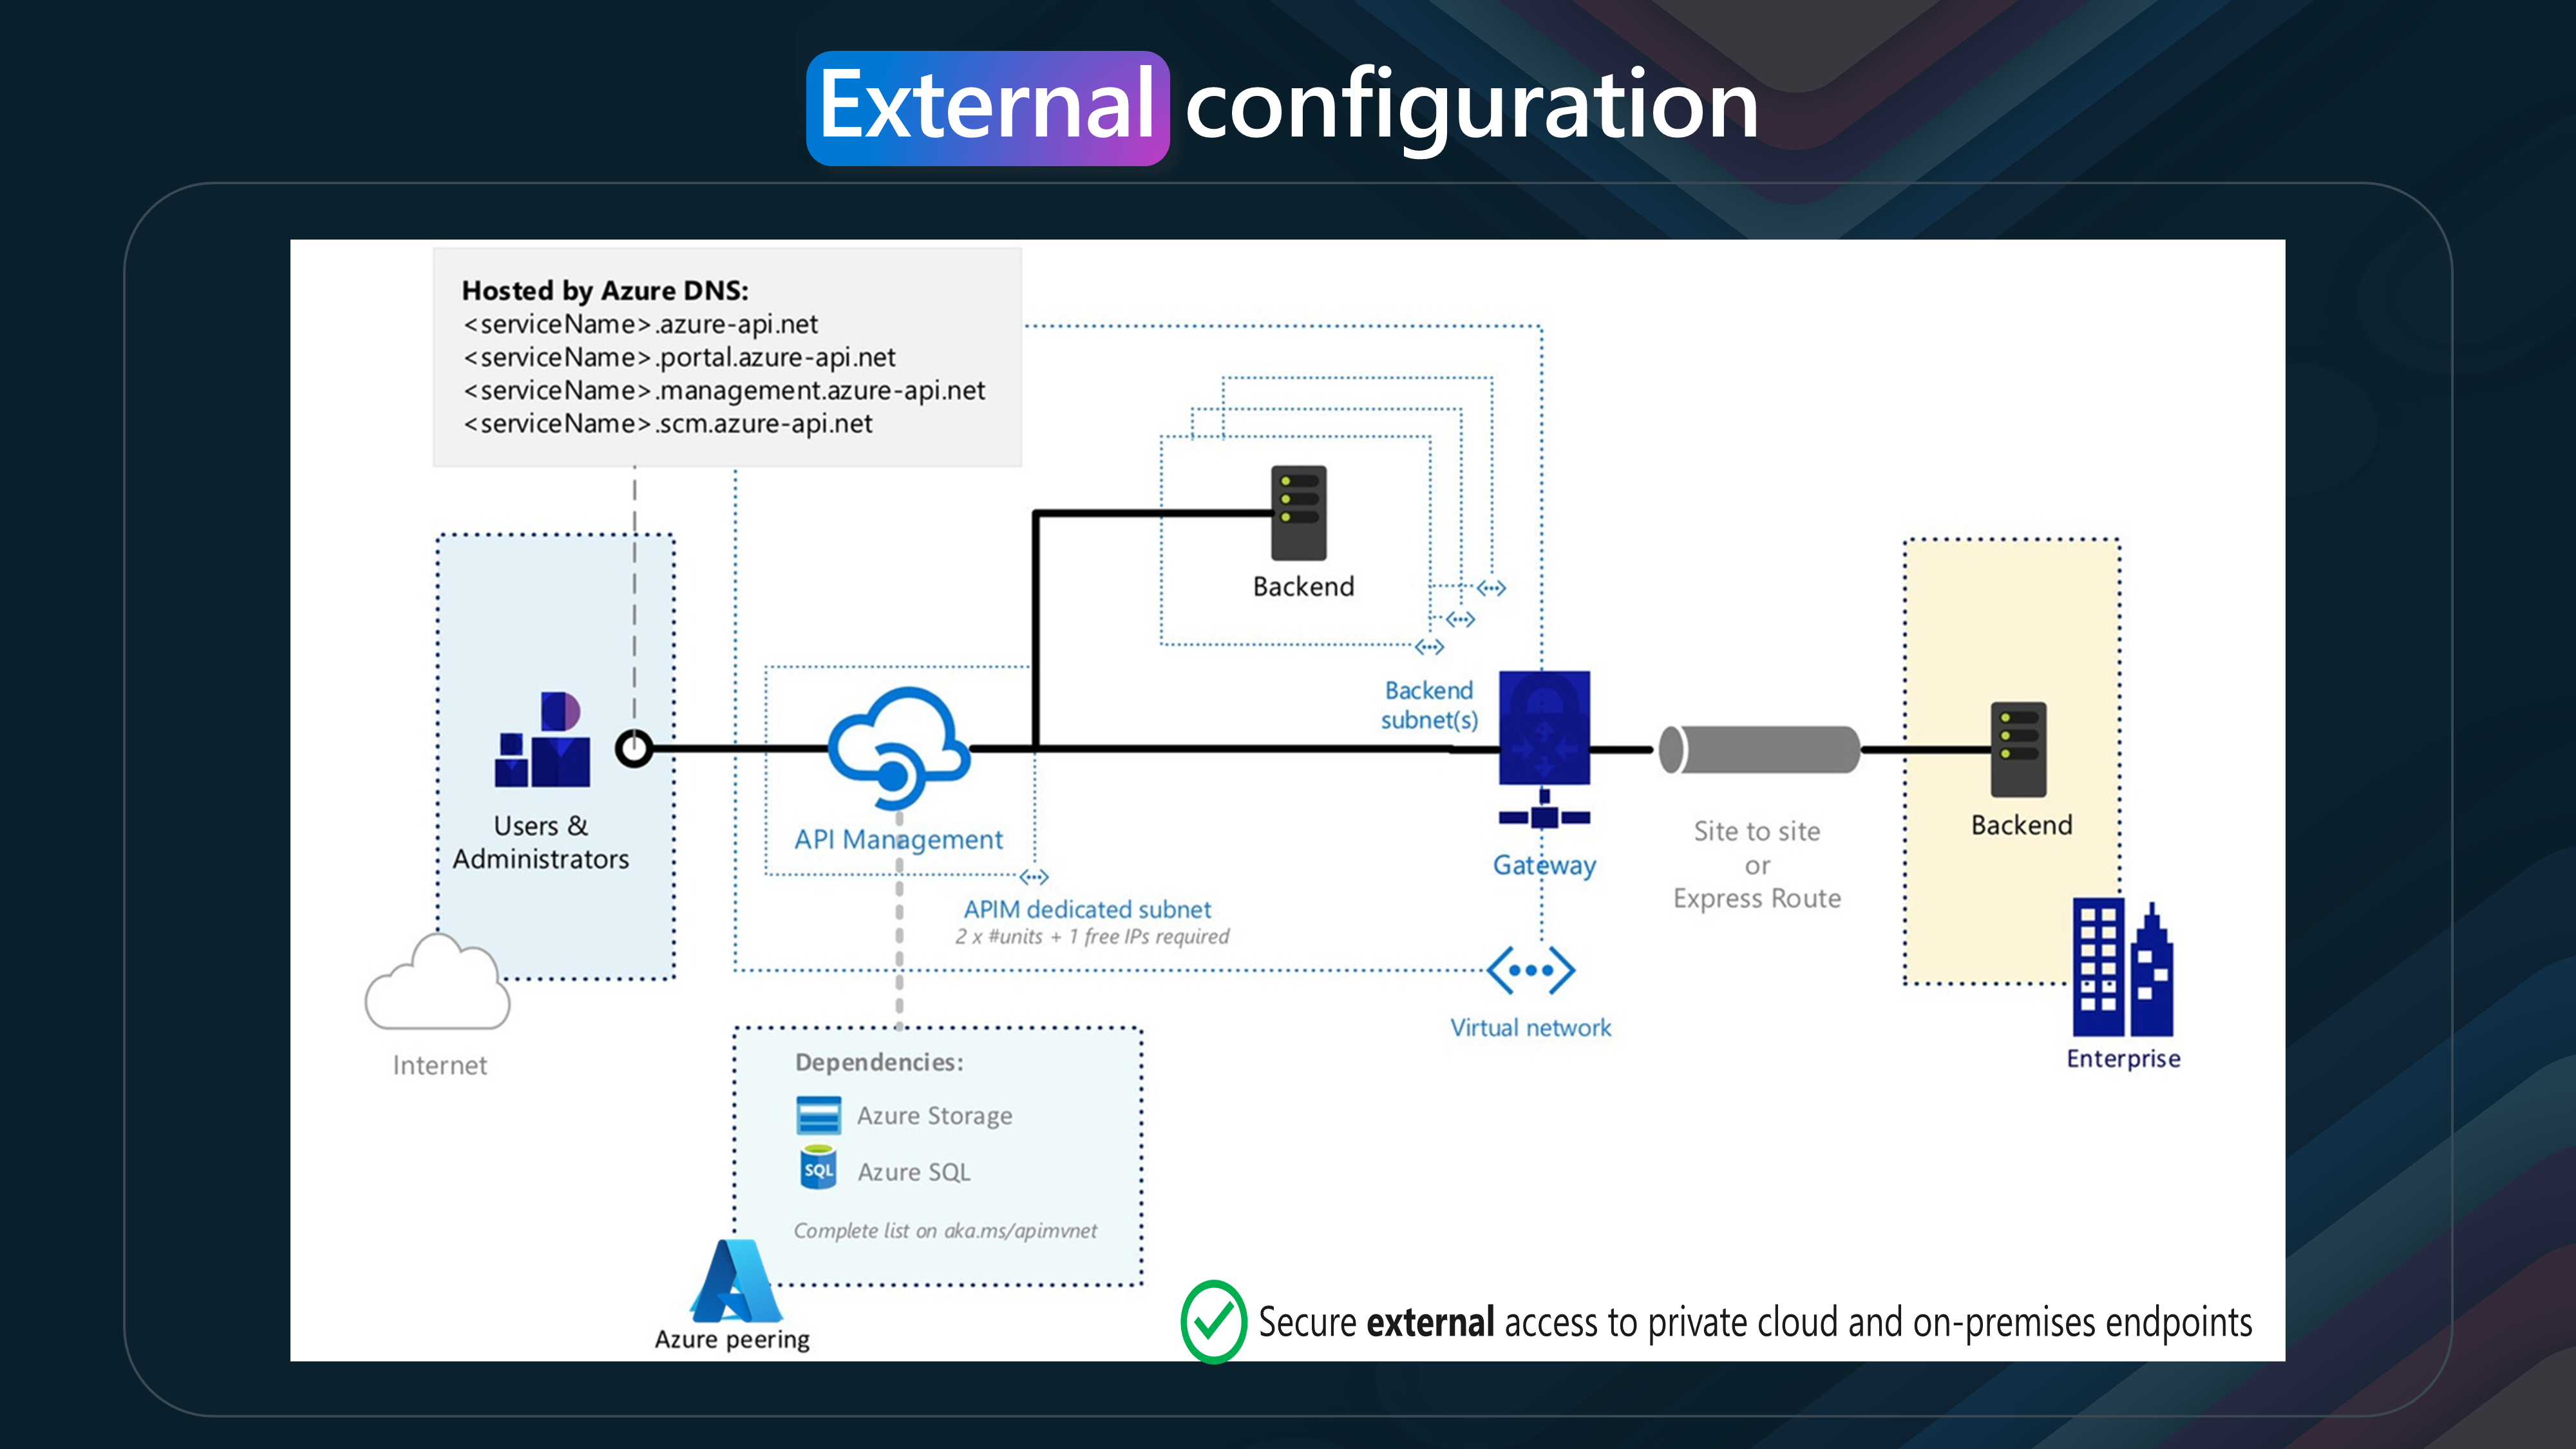 External configuration
Hosted by Azure DNS:
<serviceName>.azure-api.net
<serviceName>.portal.azure-api.net
<serviceName>.management.azure-api.net
<serviceName>.scm.azure-api.net
Backend
Backend
subnet(s)
Users &
Administrators
API Management
APIM dedicated subnet
2 x #units + 1 free IPs required
Gateway
Site to site
or
Express Route
Backend
Internet
Virtual network
Enterprise
Dependencies:
Azure Storage
SQL
Azure SQL
Complete list on aka.ms/apimvnet
Azure peering
Secure external access to private cloud and on-premises endpoints